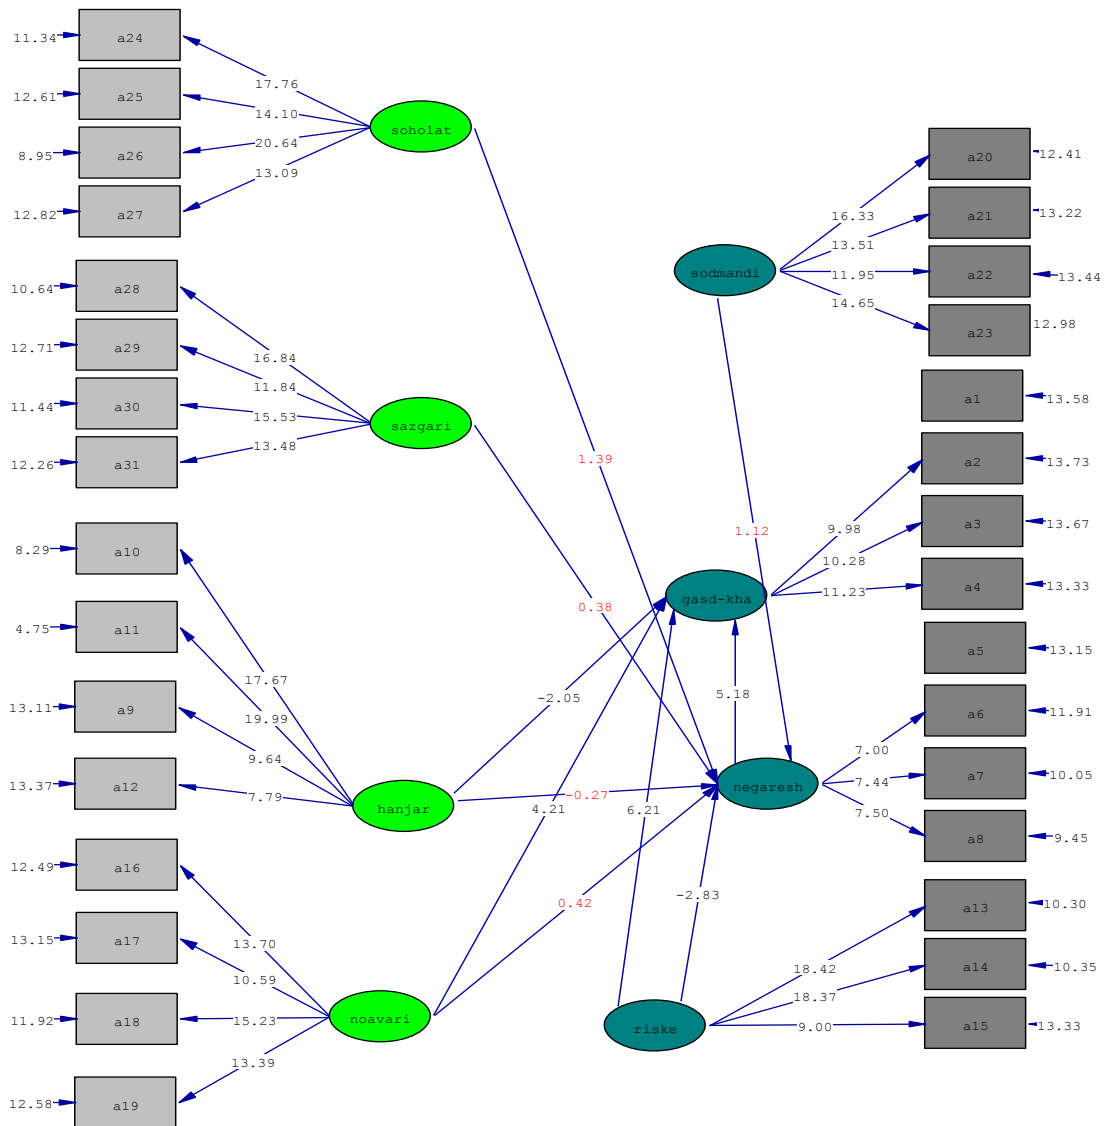 11.34 a24
12.61 a25
8.95 a26
12.82 a27
17.76
14.10
20.64
13.09
soholat
10.64 a28
12.71 a29
11.44 a30
12.26 a31
16.84
11.84
15.53
13.48
sazgari
8.29 a10
4.75 a11
13.11 a9
13.37 a12
17.67
19.99
9.64
7.79
hanjar
12.49 a16
13.15 a17
11.92 a18
12.58 a19
13.70
10.59
15.23
13.39
noavari
1.39
0.38
-2.05
-0.27
4.21
0.42
1.12
5.18
6.21
-2.83
sodmandi
16.33
13.51
11.95
14.65
a20 12.41
a21 13.22
a22 13.44
a23 12.98
gasd-kha
9.98
10.28
11.23
a1 13.58
a2 13.73
a3 13.67
a4 13.33
negaresh
7.00
7.44
7.50
a5 13.15
a6 11.91
a7 10.05
a8 9.45
riske
18.42
18.37
9.00
a13 10.30
a14 10.35
a15 13.33